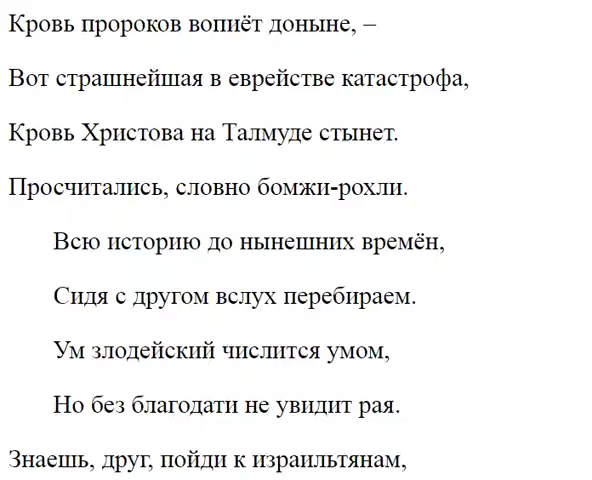 Кровь пророков вопиёт доныне, –
Вот страшнейшая в еврействе катастрофа,
Кровь Христова на Талмуде стынет.
Просчитались, словно бомжи-рохли.
Всю историю до нынешних времён,
Сидя с другом вслух перебираем.
Ум злодейский числится умом,
Но без благодати не увидит рая.
Знаешь, друг, пойди к израильтянам,